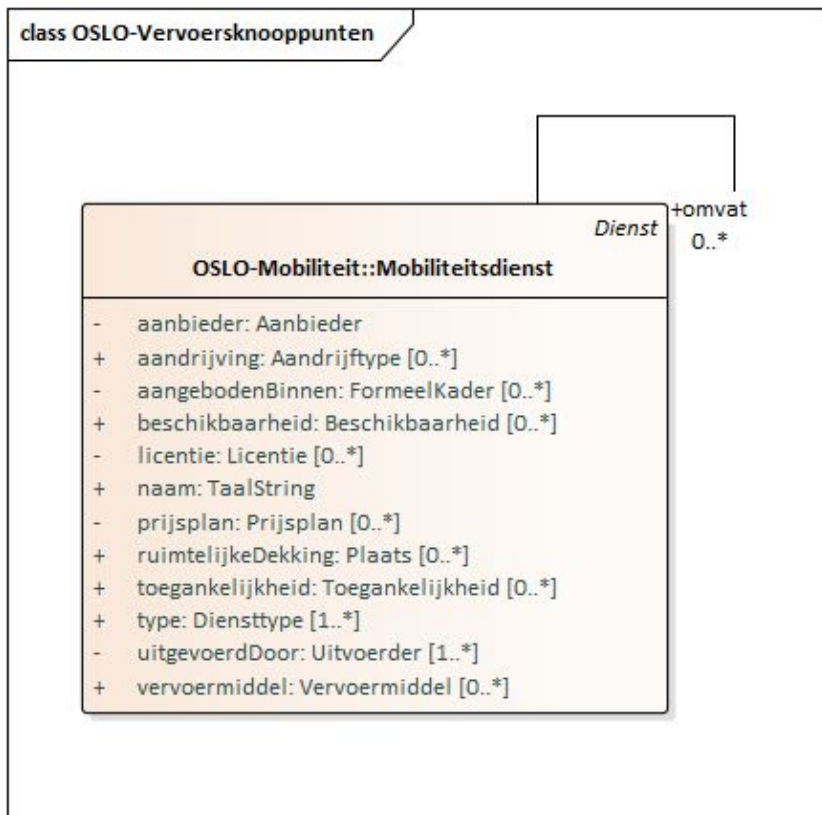 class OSLO-Vervoersknooppunten
+omvat
0..*
Dienst
OSLO-Mobiliteit::Mobiliteitsdienst
- aanbieder: Aanbieder
+ aandrijving: Aandrijftype [0..*]
- aangebodenBinnen: FormeelKader [0..*]
+ beschikbaarheid: Beschikbaarheid [0..*]
- licentie: Licentie [0..*]
+ naam: TaalString
- prijsplan: Prijsplan [0..*]
+ ruimtelijkeDekking: Plaats [0..*]
+ toegankelijkheid: Toegankelijkheid [0..*]
+ type: Diensttype [1..*]
- uitgevoerdDoor: Uitvoerder [1..*]
+ vervoermiddel: Vervoermiddel [0..*]